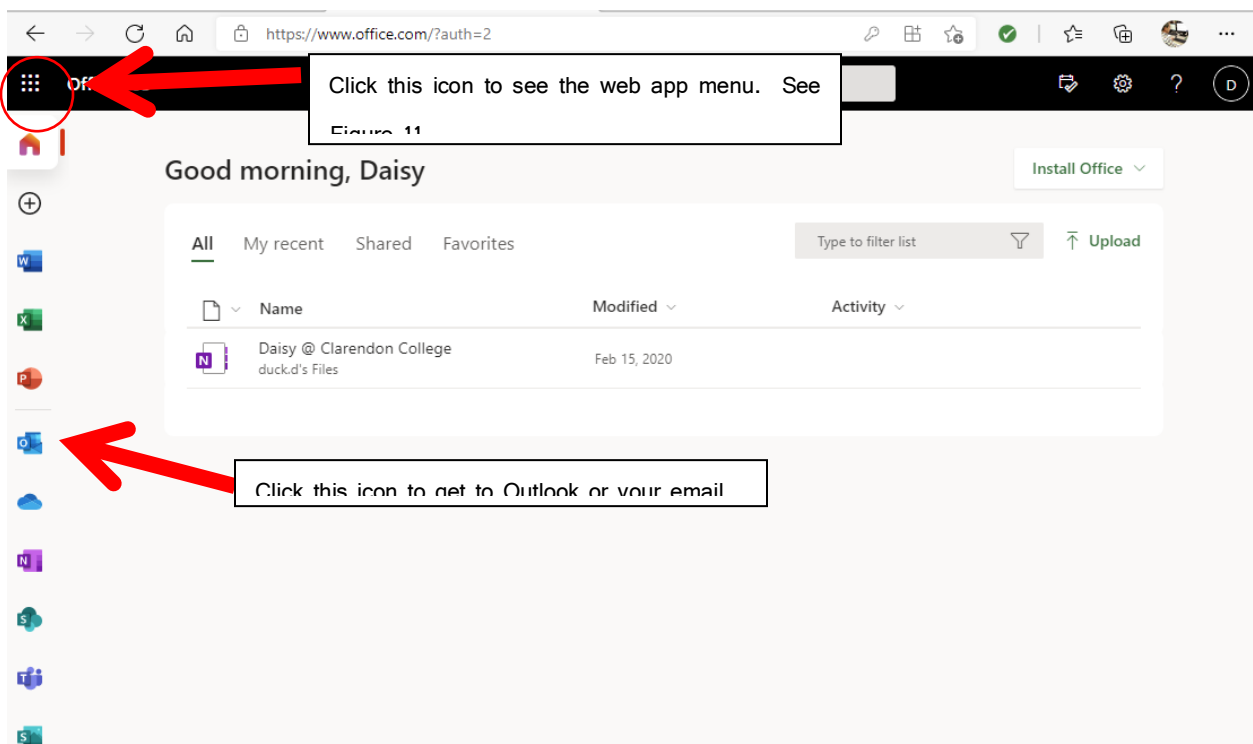 https://www.office.com/?auth=2
Click this icon to see the web app menu. See
Figure 11
Good morning, Daisy
Install Office
All My recent Shared Favorites
Type to filter list
Upload
Name Modified Activity
Daisy @ Clarendon College
duck.d's Files
Feb 15, 2020
Click this icon to get to Outlook or your email
W
X
P
O
N
N
S
T
S
?
D